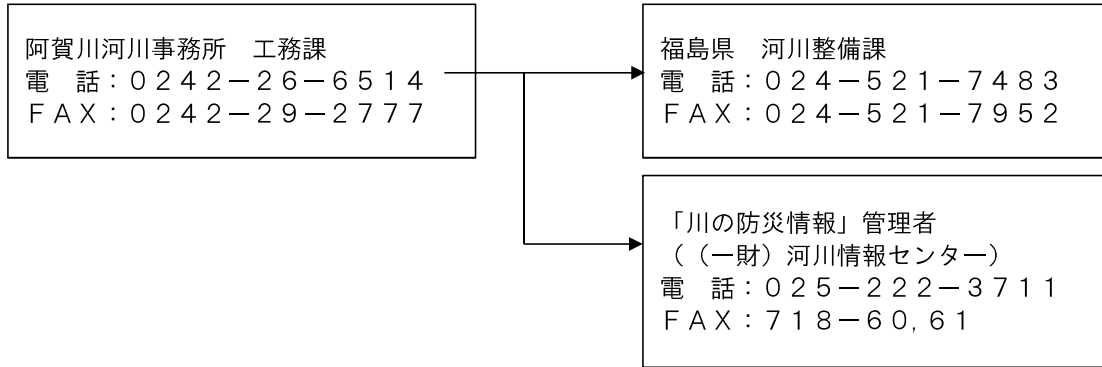 阿賀川河川事務所　工務課
電　話：０２４２－２６－６５１４
ＦＡＸ：０２４２－２９－２７７７
福島県　河川整備課
電　話：０２４－５２１－７４８３
ＦＡＸ：０２４－５２１－７９５２
「川の防災情報」管理者
（（一財）河川情報センター）
電　話：０２５－２２２－３７１１
ＦＡＸ：７１８－６０,６１